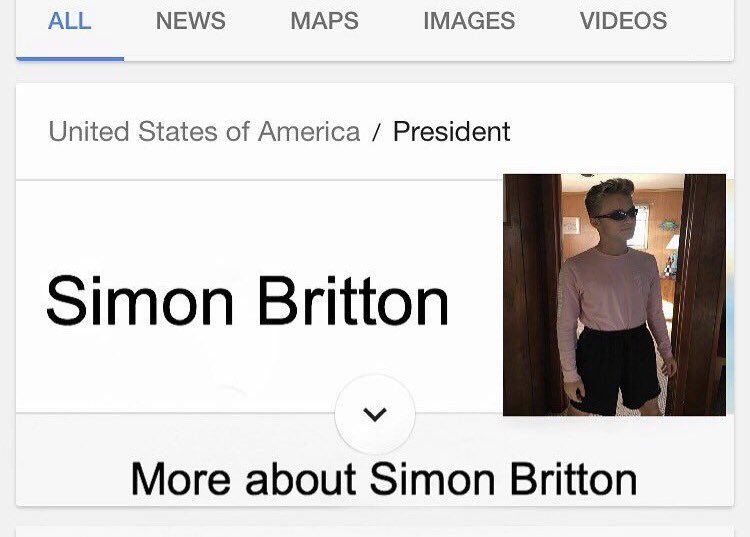 ALL NEWS MAPS IMAGES VIDEOS
United States of America / President
Simon Britton
More about Simon Britton